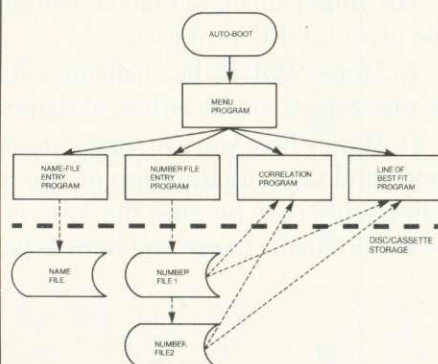 AUTO-BOOT
MENU
PROGRAM
NAME-FILE
ENTRY
PROGRAM
NUMBER FILE
ENTRY
PROGRAM
CORRELATION
PROGRAM
LINE OF
BEST FIT
PROGRAM
DISC/CASSETTE
STORAGE
NAME
FILE
NUMBER
FILE 1
NUMBER
FILE2